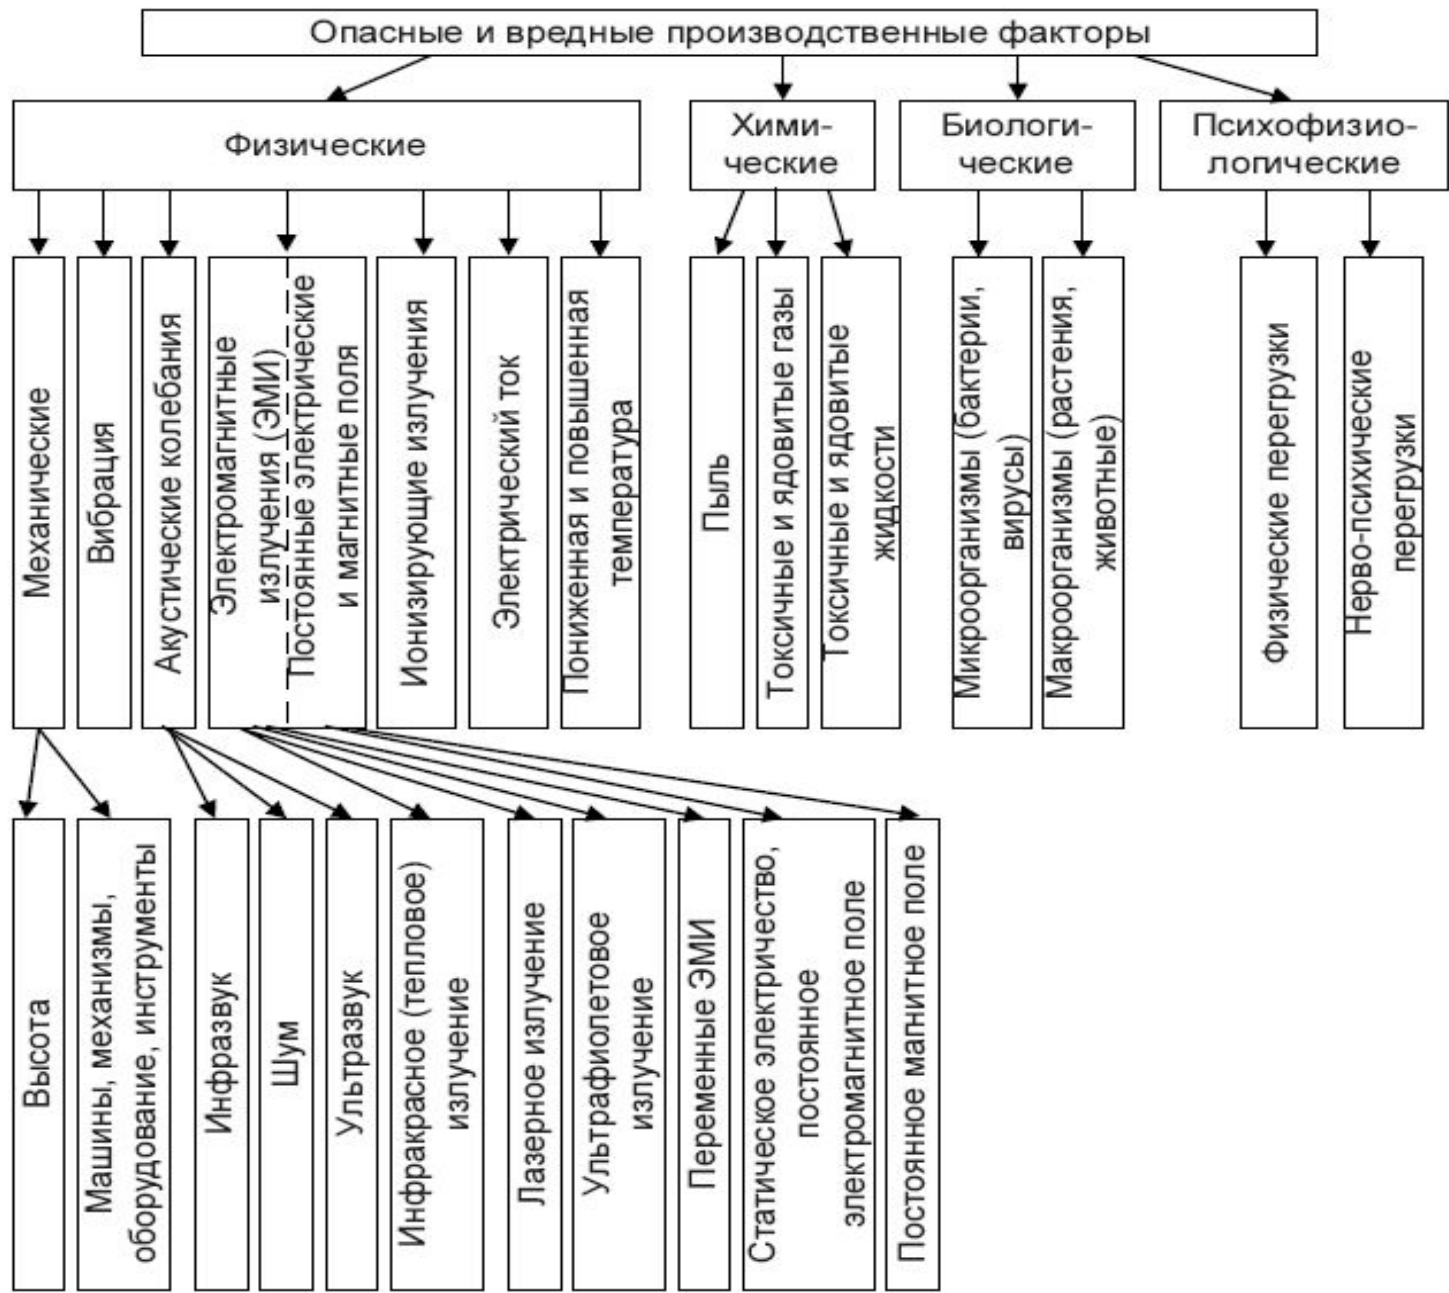 Опасные и вредные производственные факторы
Физические
Хими-
ческие
Биологи-
ческие
Психофизио-
логические
Механические
Вибрация
Акустические колебания
Электромагнитные
излучения (ЭМИ)
Постоянные электрические
и магнитные поля
Ионизирующие излучения
Электрический ток
Пониженная и повышенная
температура
Пыль
Токсичные и ядовитые газы
Токсичные и ядовитые
жидкости
Микроорганизмы (бактерии,
вирусы)
Макроорганизмы (растения,
животные)
Физические перегрузки
Нерво-психические
перегрузки
Высота
Машины, механизмы,
оборудование, инструменты
Инфразвук
Шум
Ультразвук
Инфракрасное (тепловое)
излучение
Лазерное излучение
Ультрафиолетовое
излучение
Переменные ЭМИ
Статическое электричество,
постоянное
электромагнитное поле
Постоянное магнитное поле